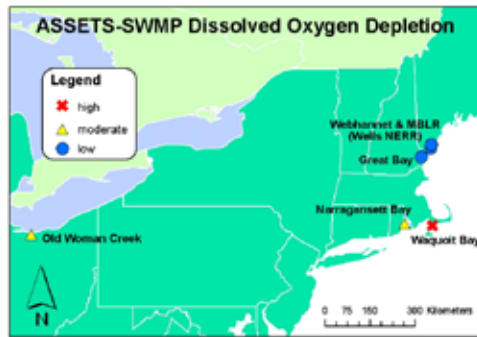 ASSETS-SWMP Dissolved Oxygen Depletion
Legend
high
moderate
low
Webhannet & MBLR
(Wells NERR)
Great Bay
Narragansett Bay
Old Woman Creek
Waquoit Bay
N
0 75 150 300 Kilometers